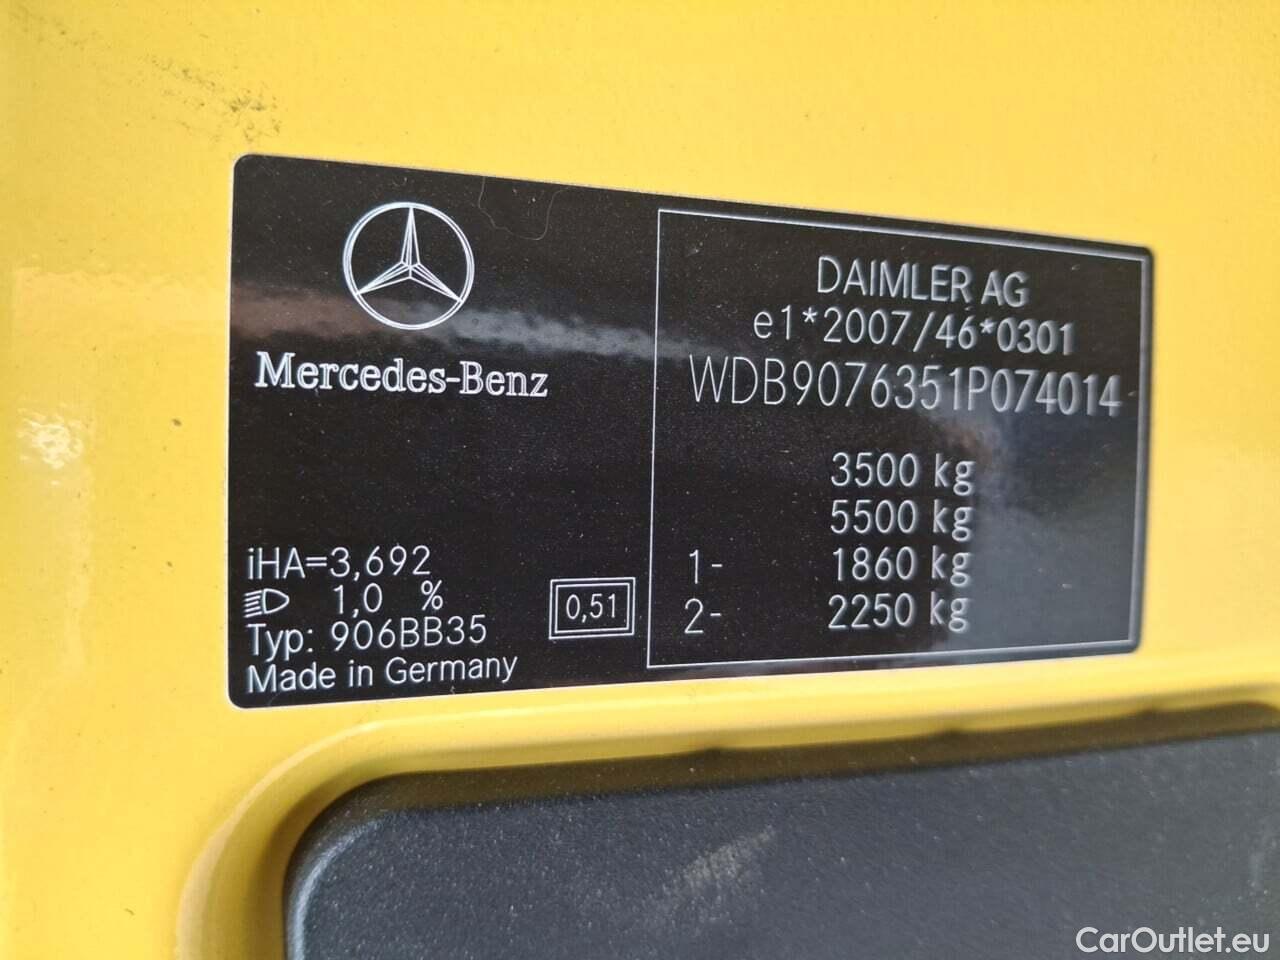 Mercedes-Benz
iHA=3,692
1,0 %
Typ: 906BB35
Made in Germany
0,51
DAIMLER AG
e1*2007/46*0301
WDB9076351P074014
3500 kg
5500 kg
1- 1860 kg
2- 2250 kg
CarOutlet.eu